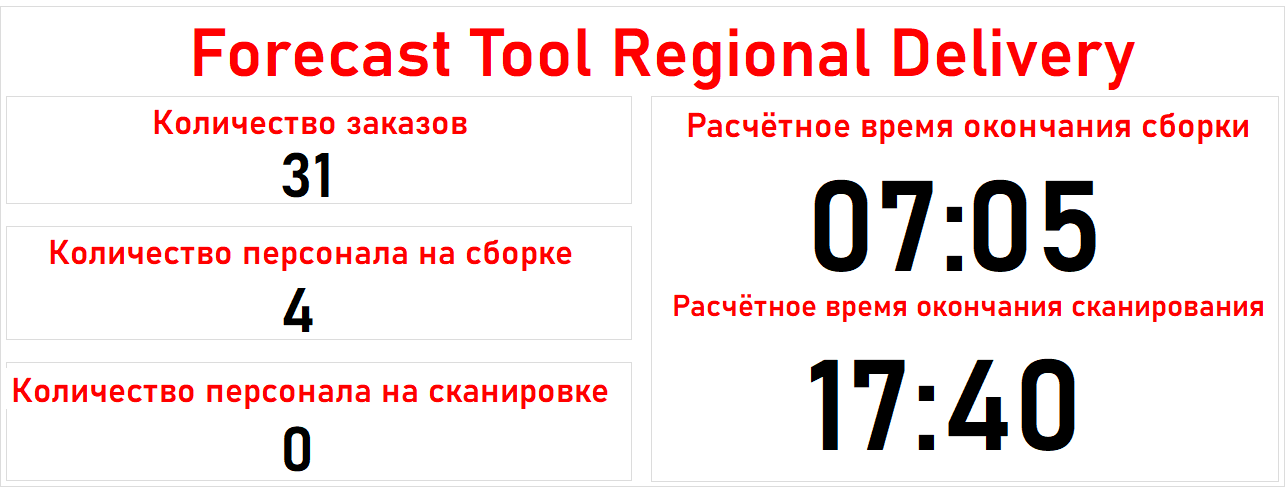 Forecast Tool Regional Delivery
Количество заказов
31
Количество персонала на сборке
4
Количество персонала на сканировке
0
Расчётное время окончания сборки
07:05
Расчётное время окончания сканирования
17:40